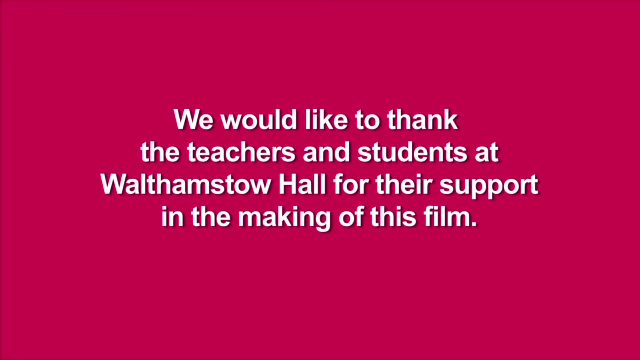 We would like to thank
the teachers and students at
Walthamstow Hall for their support
in the making of this film.